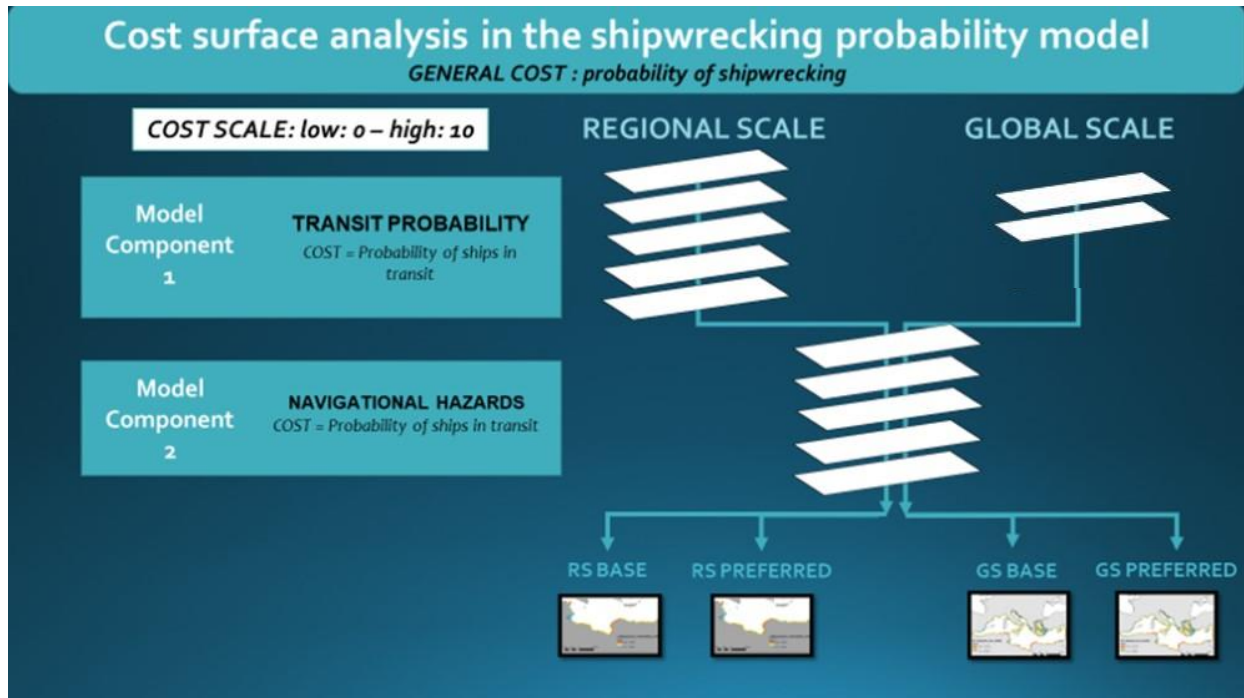 Cost surface analysis in the shipwrecking probability model
GENERAL COST : probability of shipwrecking
COST SCALE: low: 0 – high: 10
REGIONAL SCALE
GLOBAL SCALE
Model
Component
1
TRANSIT PROBABILITY
COST = Probability of ships in
transit
Model
Component
2
NAVIGATIONAL HAZARDS
COST = Probability of ships in transit
RS BASE
RS PREFERRED
GS BASE
GS PREFERRED